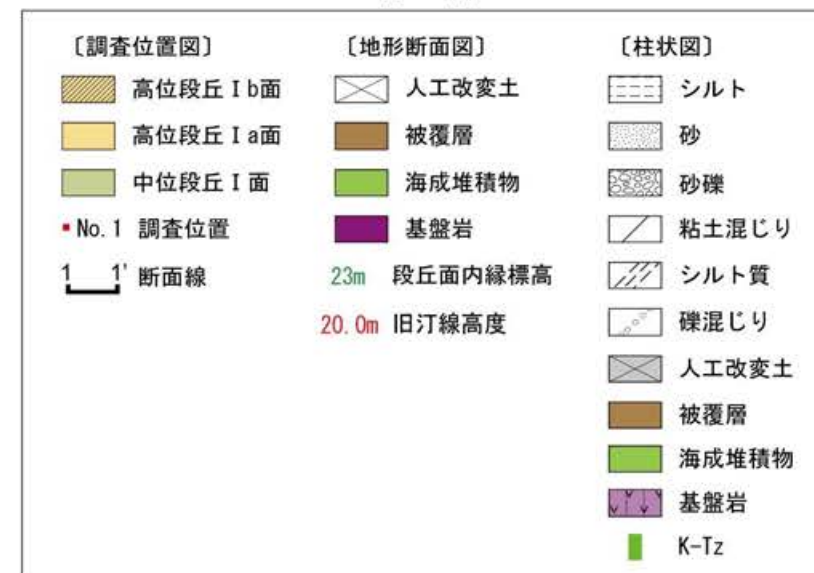 〔調査位置図〕
高位段丘Ⅰb面
高位段丘Ⅰa面
中位段丘Ⅰ面
No.1 調査位置
1 1' 断面線
〔地形断面図〕
人工改変土
被覆層
海成堆積物
基盤岩
23m 段丘面内縁標高
20.0m 旧汀線高度
〔柱状図〕
シルト
砂
砂礫
粘土混じり
シルト質
礫混じり
人工改変土
被覆層
海成堆積物
基盤岩
K-Tz